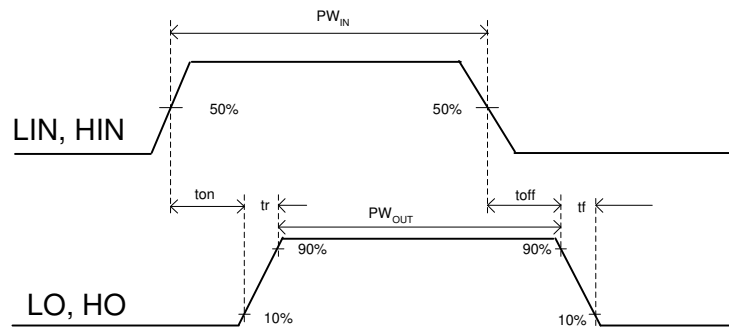 PW_IN
50%
50%
LIN, HIN
ton
tr
toff
tf
PW_OUT
90%
90%
LO, HO
10%
10%